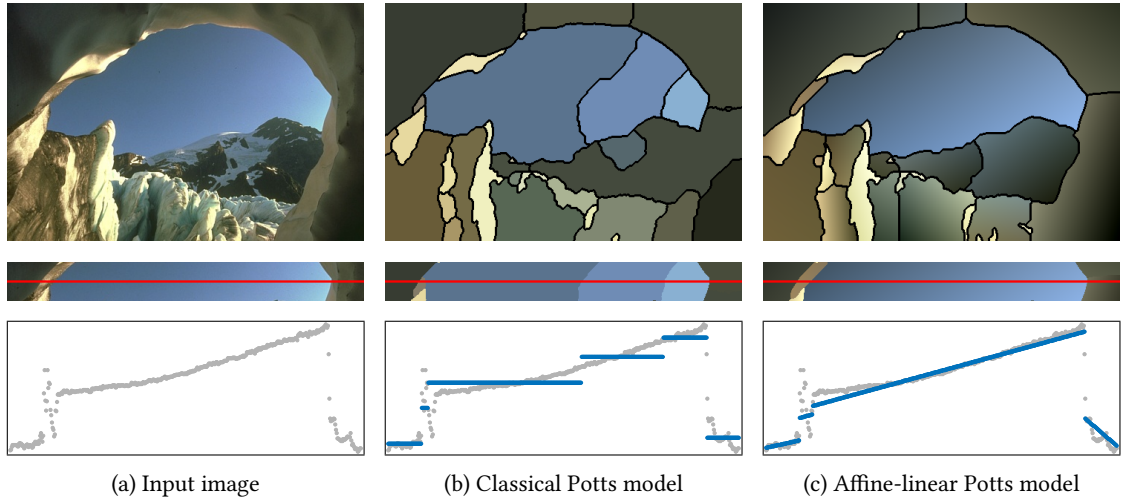 (a) Input image
(b) Classical Potts model
(c) Affine-linear Potts model